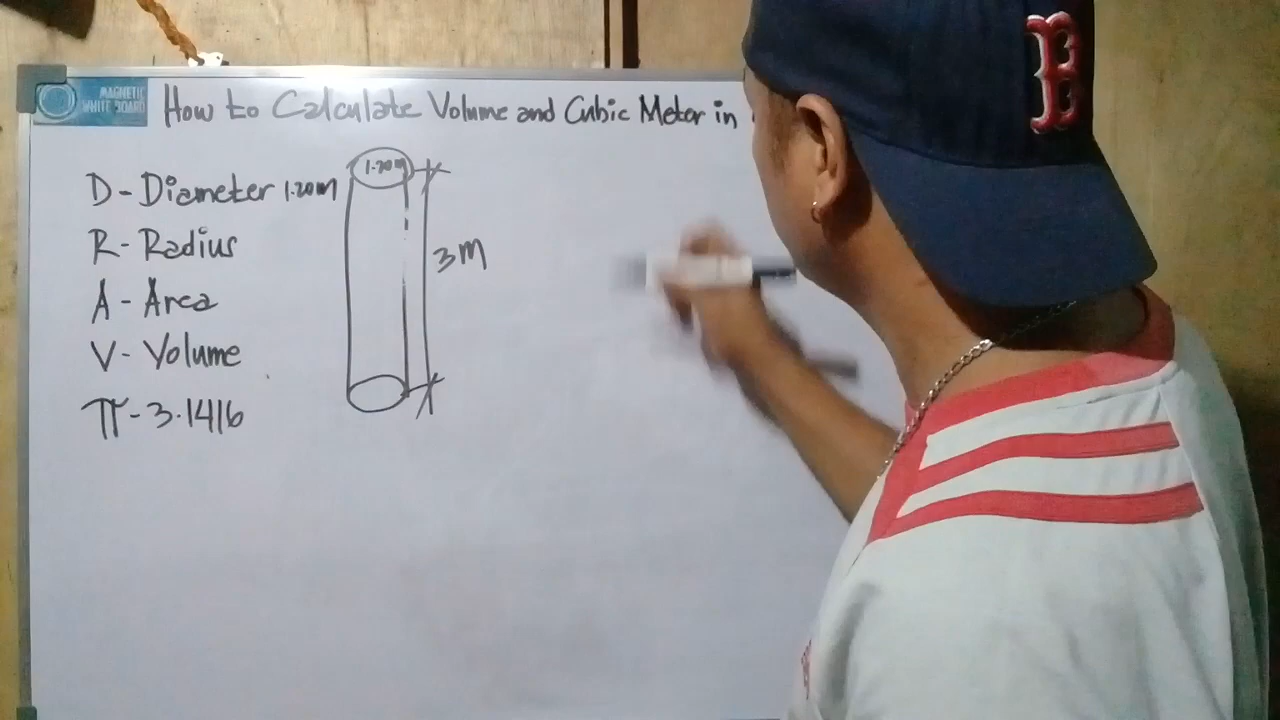 MAGNETIC
WHITE BOARD
How to Calculate Volume and Cubic Meter in
D - Diameter 1.20m
R - Radius
A - Area
V - Volume
π - 3.1416
1.20m
3M
B